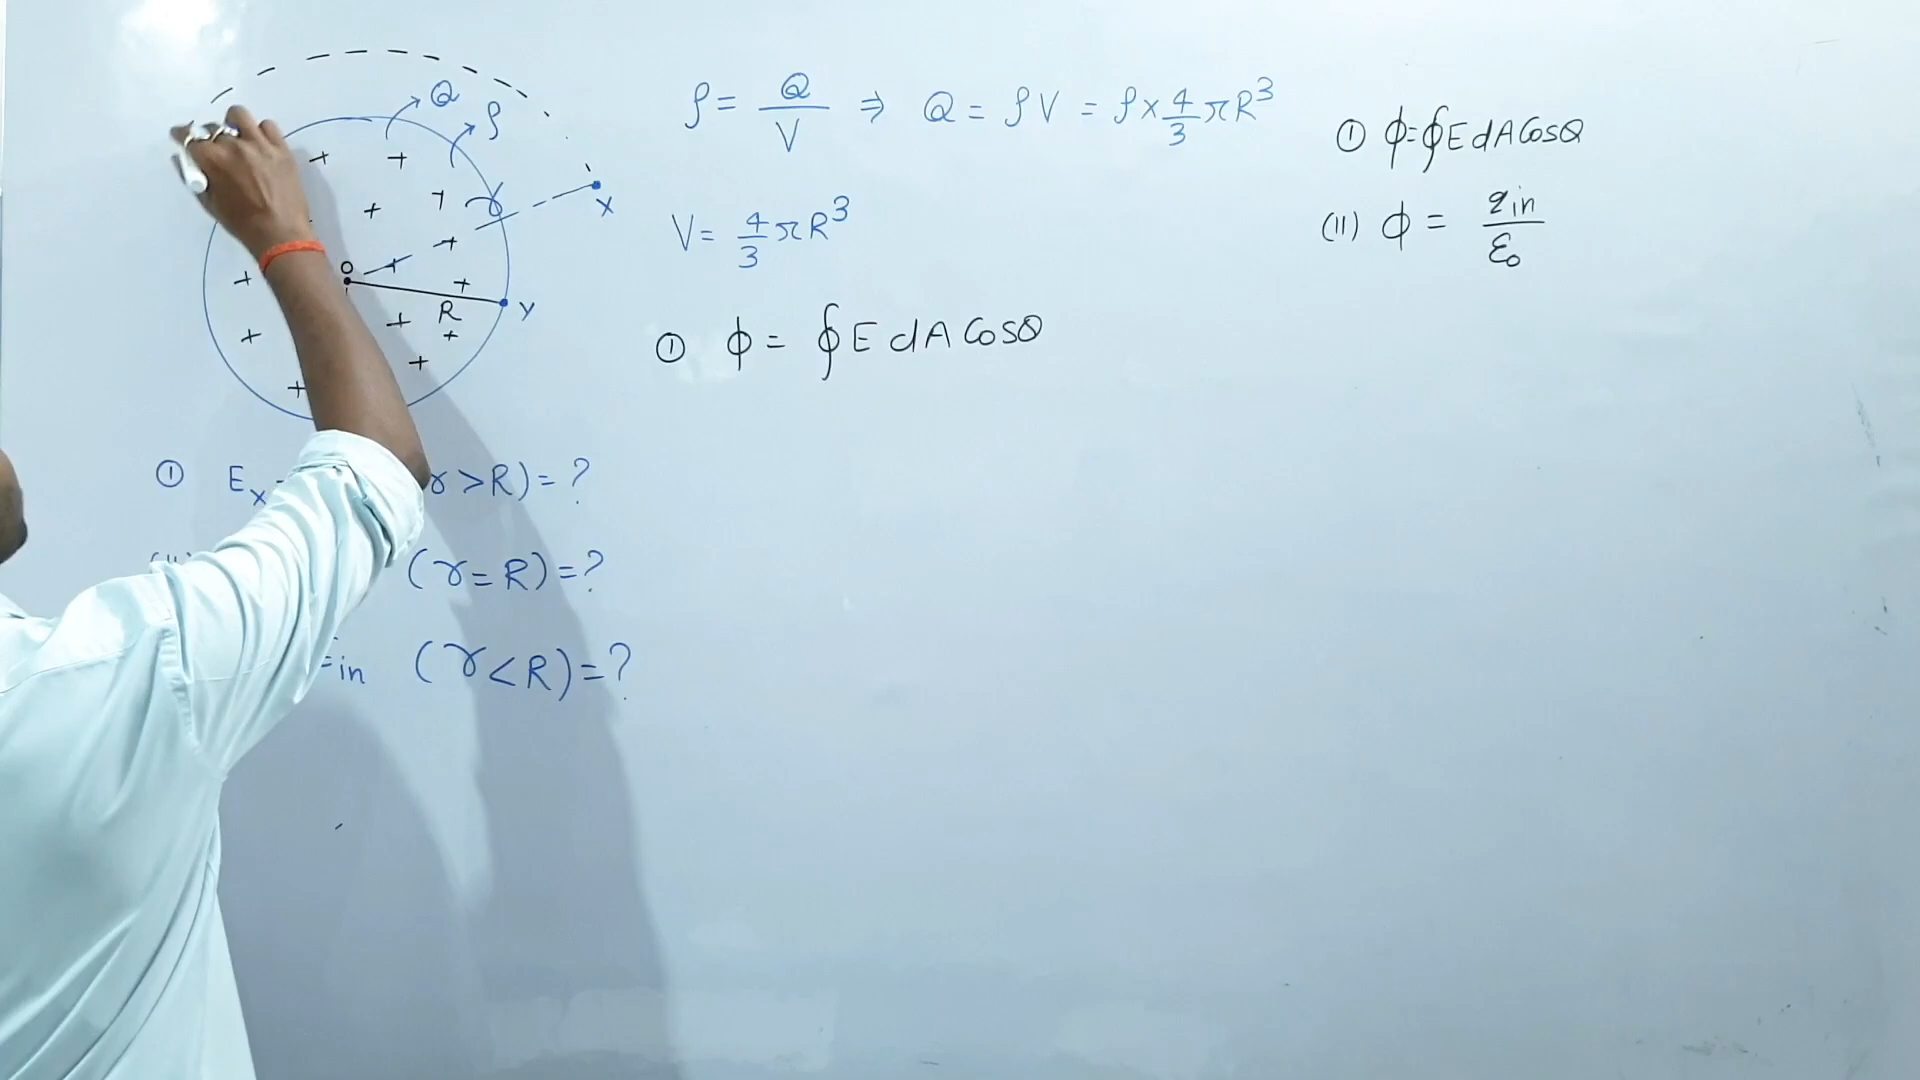 Q
ρ
+ +
+ + r
+ X
O + +
+ +
R Y
+ + +
+
+
① E_X (r > R) = ?
(r = R) = ?
in (r < R) = ?
ρ = Q/V ⇒ Q = ρV = ρ × 4/3 πR³
V = 4/3 πR³
① ϕ = ∮ E dA Cosθ
① ϕ = ∮ E dA Cosθ
(II) ϕ = q_in/ε₀